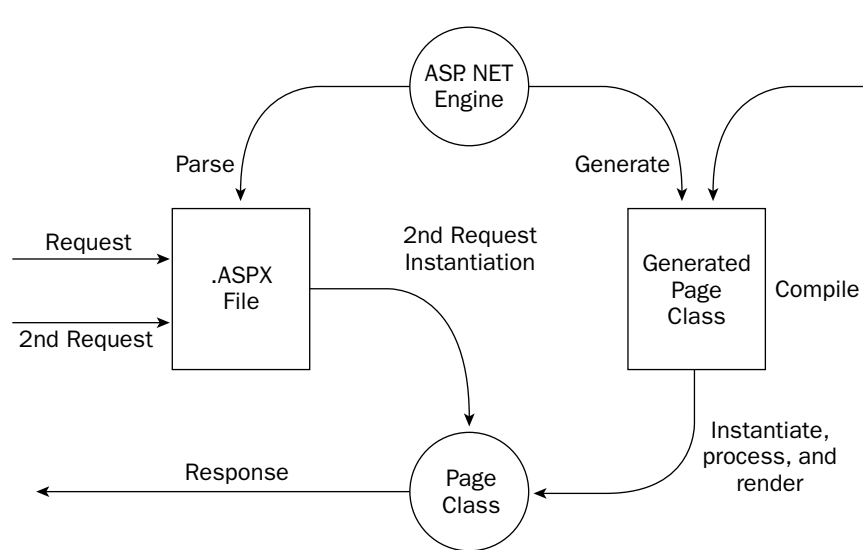 ASP. NET
Engine
Parse
Generate
Request
2nd Request
Instantiation
.ASPX
File
Generated
Page
Class
Compile
2nd Request
Instantiate,
process, and
render
Response
Page
Class